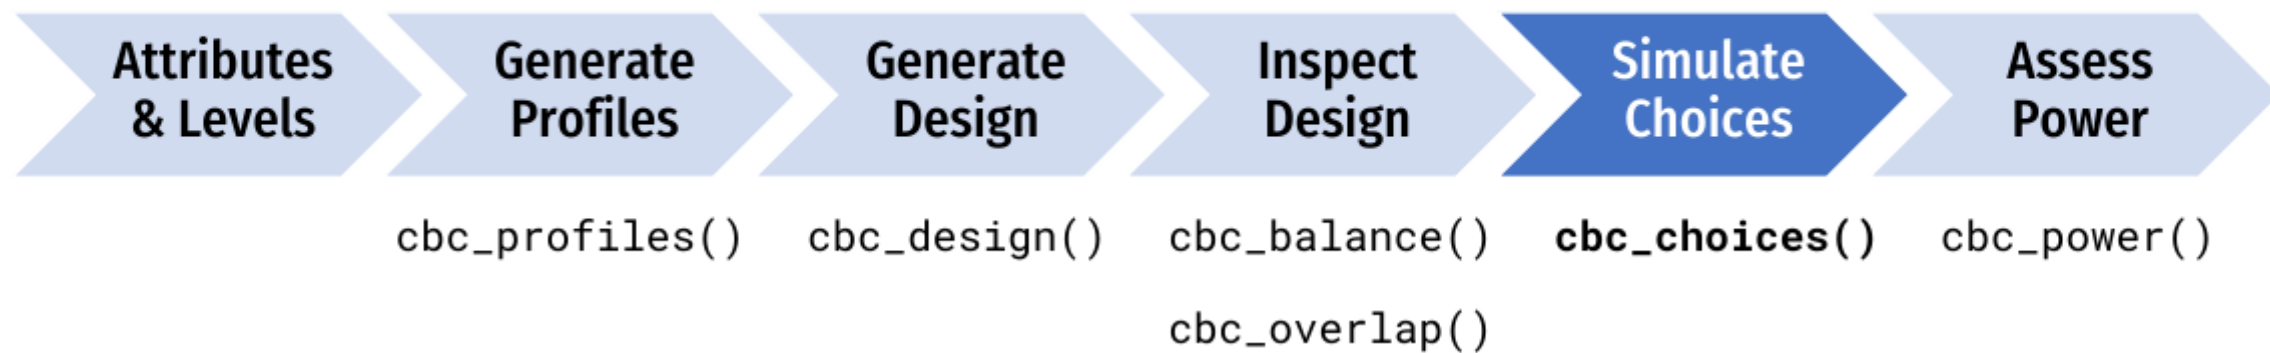 Attributes
& Levels
Generate
Profiles
Generate
Design
Inspect
Design
Simulate
Choices
Assess
Power
cbc_profiles()
cbc_design()
cbc_balance()
cbc_choices()
cbc_power()
cbc_overlap()